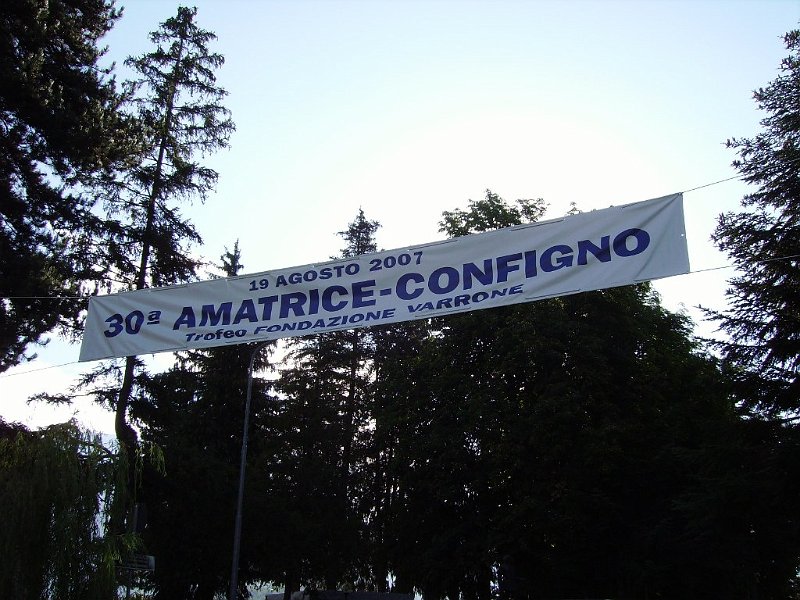 19 AGOSTO 2007
30ª AMATRICE-CONFIGNO
Trofeo FONDAZIONE VARRONE